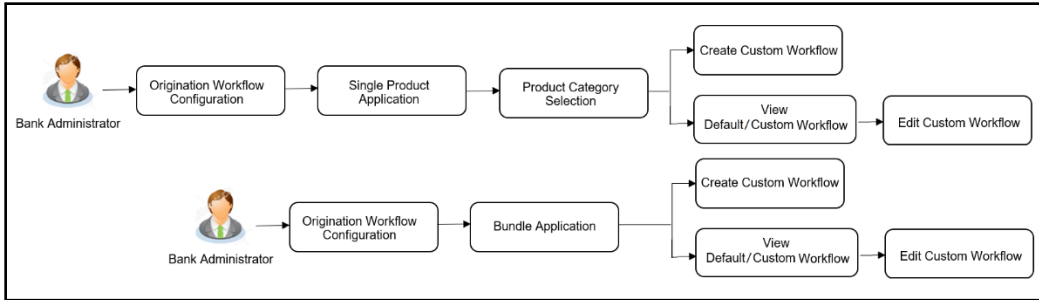 Bank Administrator
Origination Workflow
Configuration
Single Product
Application
Product Category
Selection
Create Custom Workflow
View
Default/Custom Workflow
Edit Custom Workflow
Bank Administrator
Origination Workflow
Configuration
Bundle Application
Create Custom Workflow
View
Default/Custom Workflow
Edit Custom Workflow